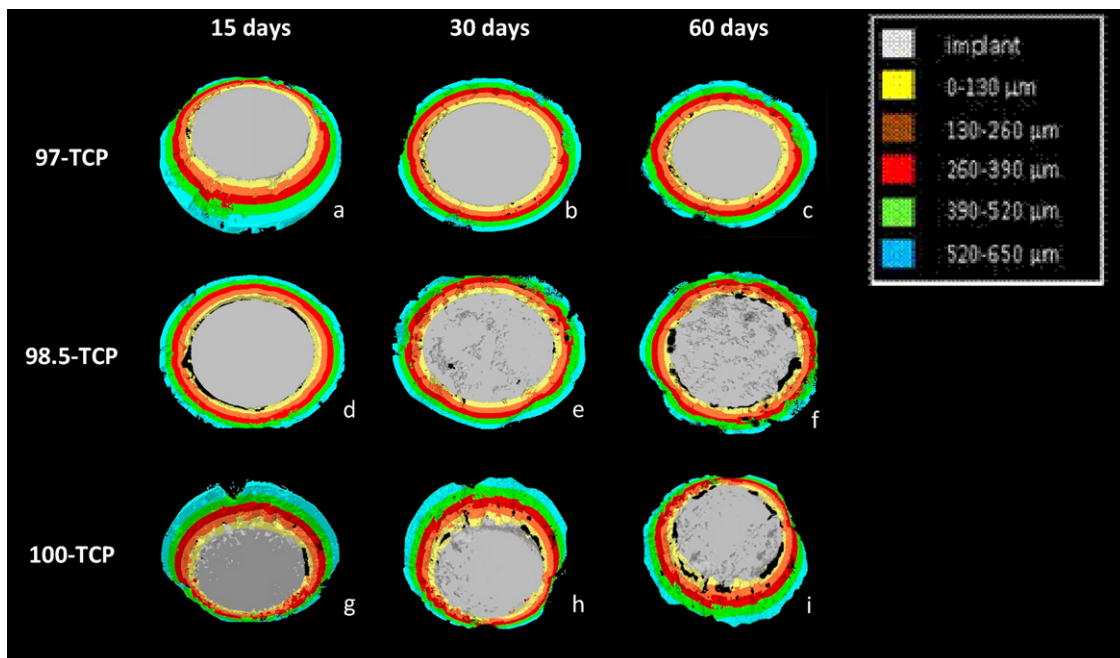 15 days 30 days 60 days
97-TCP
a b c
98.5-TCP
d e f
100-TCP
g h i
implant
0-130 µm
130-260 µm
260-390 µm
390-520 µm
520-650 µm